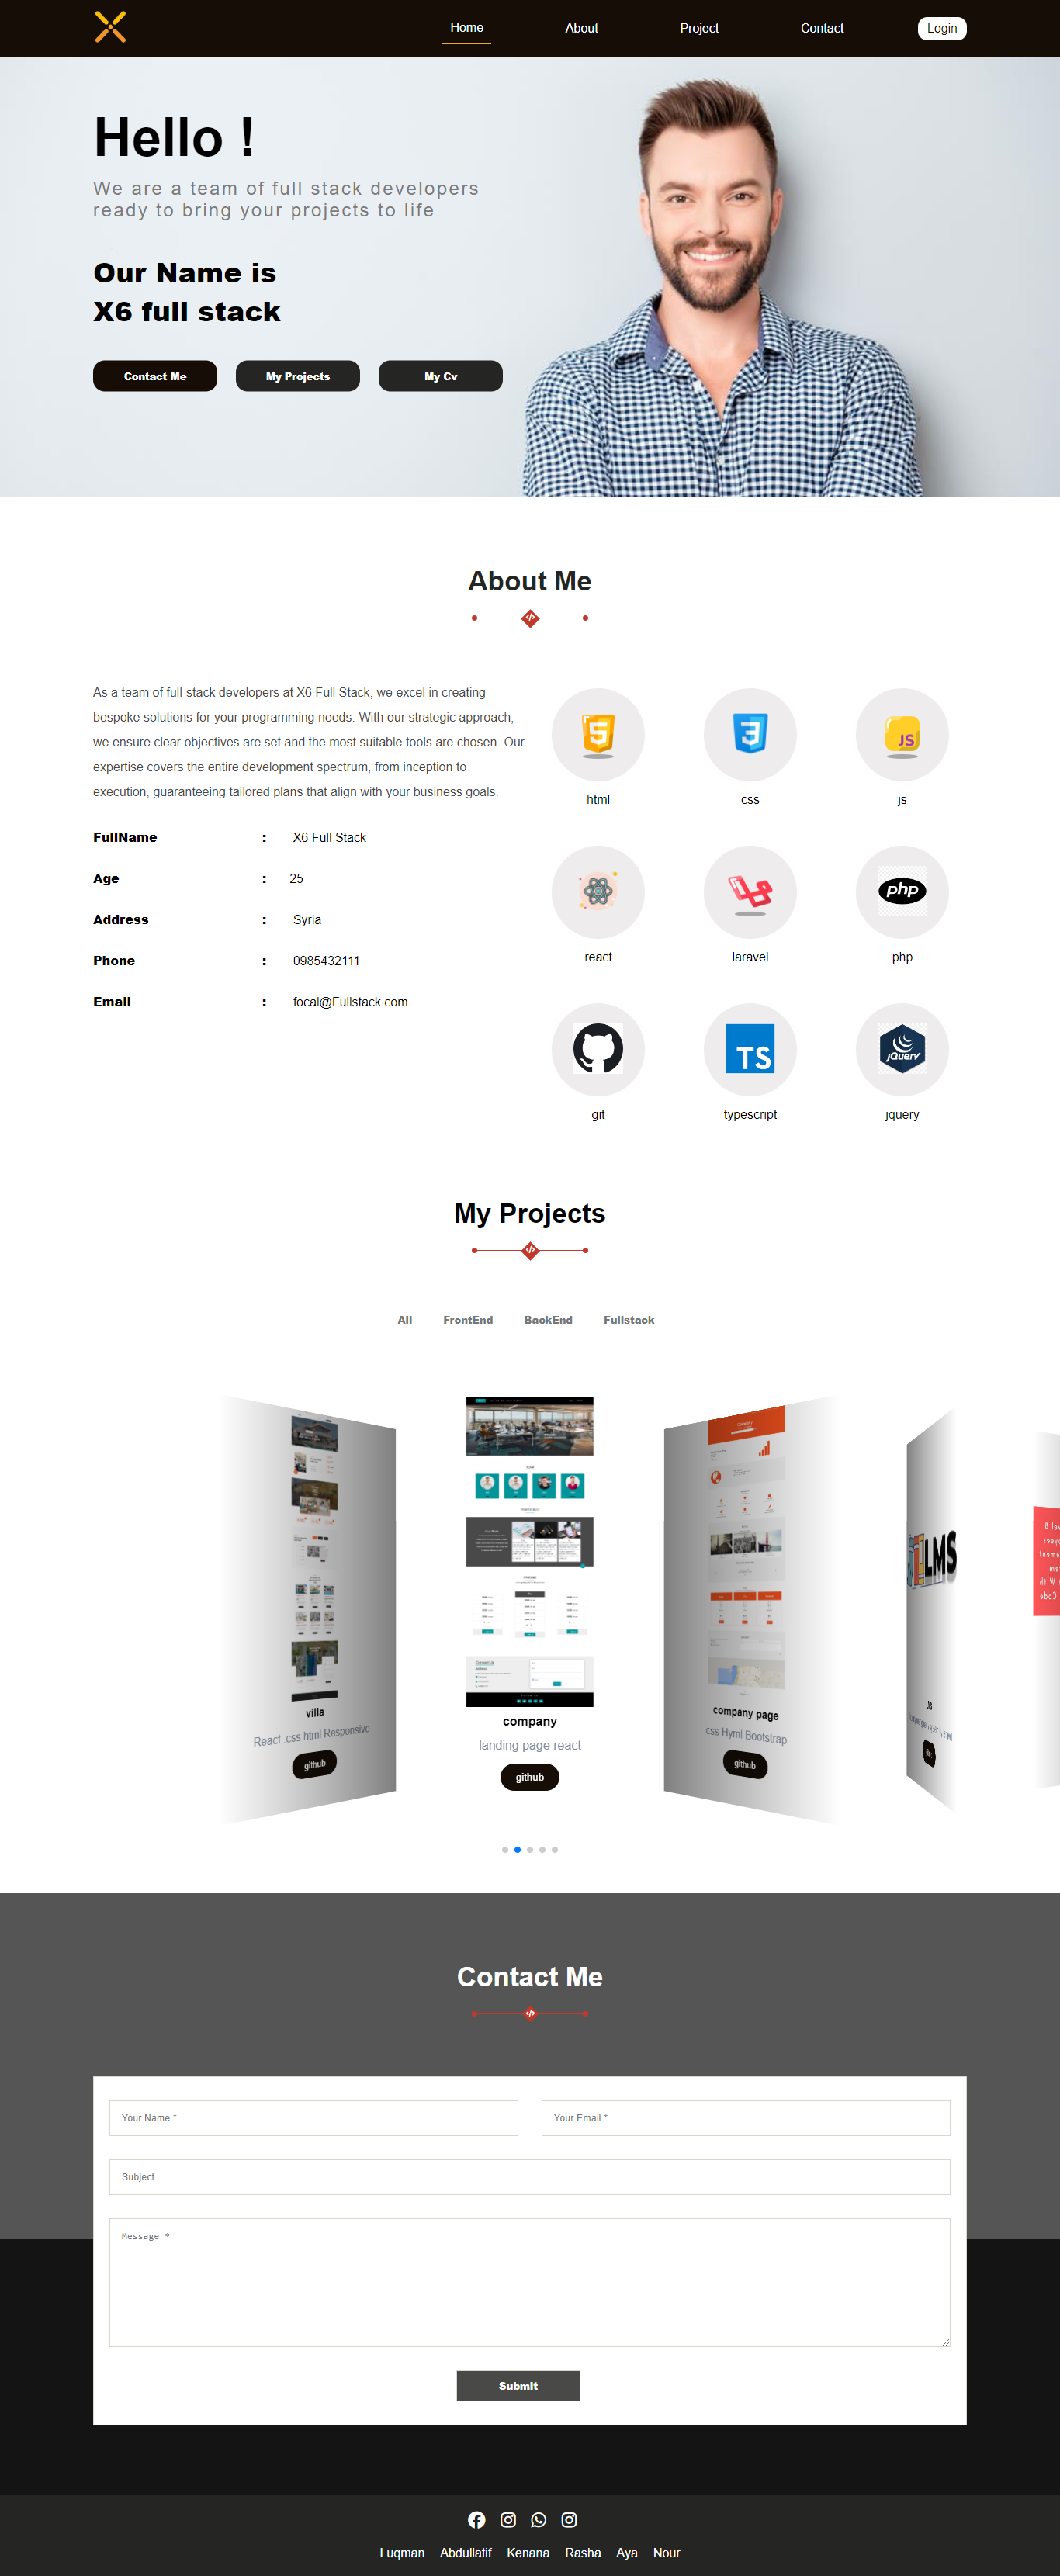 Home
About
Project
Contact
Login
Hello !
We are a team of full stack developers
ready to bring your projects to life
Our Name is
X6 full stack
Contact Me
My Projects
My Cv
About Me
As a team of full-stack developers at X6 Full Stack, we excel in creating
bespoke solutions for your programming needs. With our strategic approach,
we ensure clear objectives are set and the most suitable tools are chosen. Our
expertise covers the entire development spectrum, from inception to
execution, guaranteeing tailored plans that align with your business goals.
FullName : X6 Full Stack
Age : 25
Address : Syria
Phone : 0985432111
Email : focal@Fullstack.com
5
html
3
css
JS
js
react
laravel
php
php
git
TS
typescript
jQuery
jquery
My Projects
All
FrontEnd
BackEnd
Fullstack
villa
React .css html Responsive
github
company
landing page react
github
company page
css Hyml Bootstrap
github
LMS
Contact Me
Your Name *
Your Email *
Subject
Message *
Submit
Luqman
Abdullatif
Kenana
Rasha
Aya
Nour